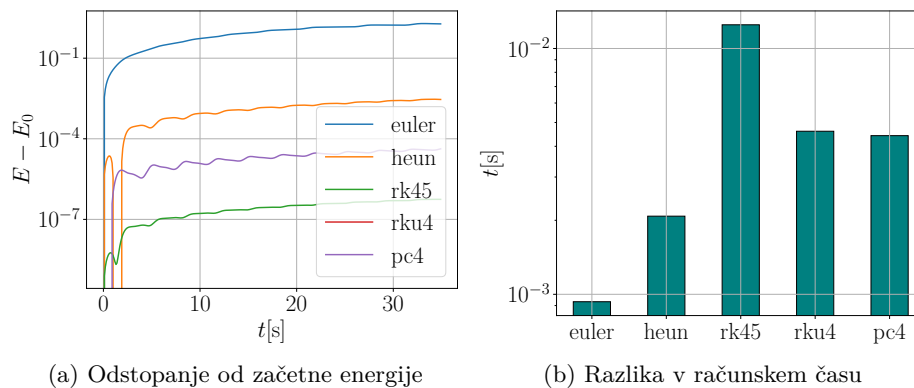 10⁻¹
10⁻⁴
10⁻⁷
E − E₀
0 10 20 30
t[s]
euler
heun
rk45
rku4
pc4
(a) Odstopanje od začetne energije
10⁻²
10⁻³
t[s]
euler heun rk45 rku4 pc4
(b) Razlika v računskem času